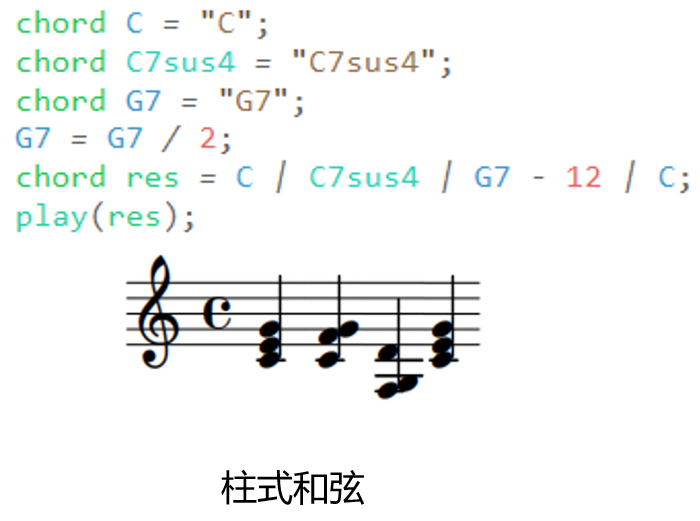 chord C = "C";
chord C7sus4 = "C7sus4";
chord G7 = "G7";
G7 = G7 / 2;
chord res = C | C7sus4 | G7 - 12 | C;
play(res);
柱式和弦